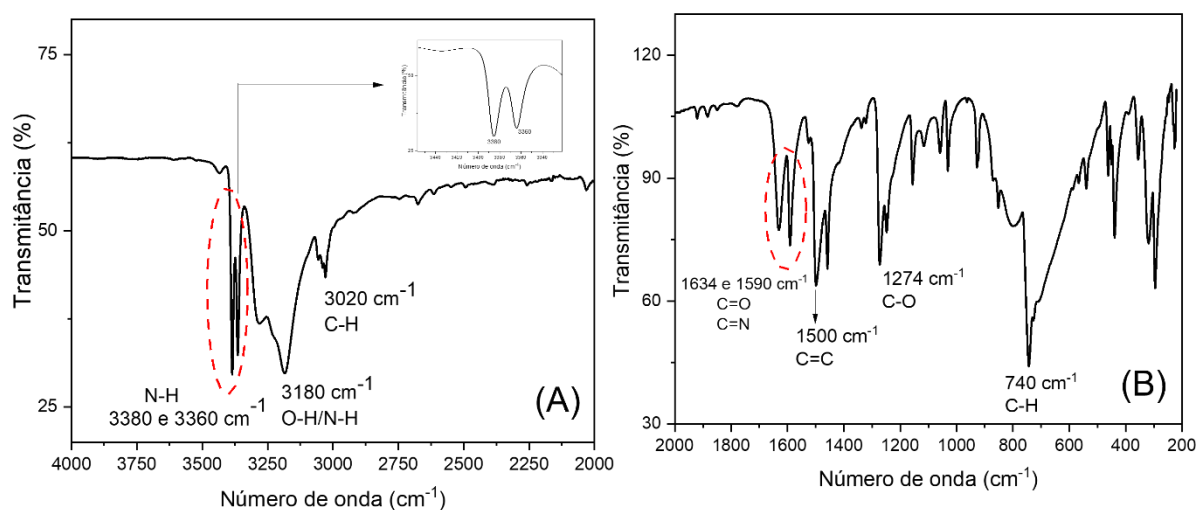 75
50
25
Transmitância (%)
4000 3750 3500 3250 3000 2750 2500 2250 2000
Número de onda (cm-1)
N-H
3380 e 3360 cm-1
3180 cm-1
O-H/N-H
3020 cm-1
C-H
(A)
Transmitância (%)
3380
3360
Número de onda (cm-1)
120
90
60
30
Transmitância (%)
2000 1800 1600 1400 1200 1000 800 600 400 200
Número de onda (cm-1)
1634 e 1590 cm-1
C=O
C=N
1500 cm-1
C=C
1274 cm-1
C-O
740 cm-1
C-H
(B)